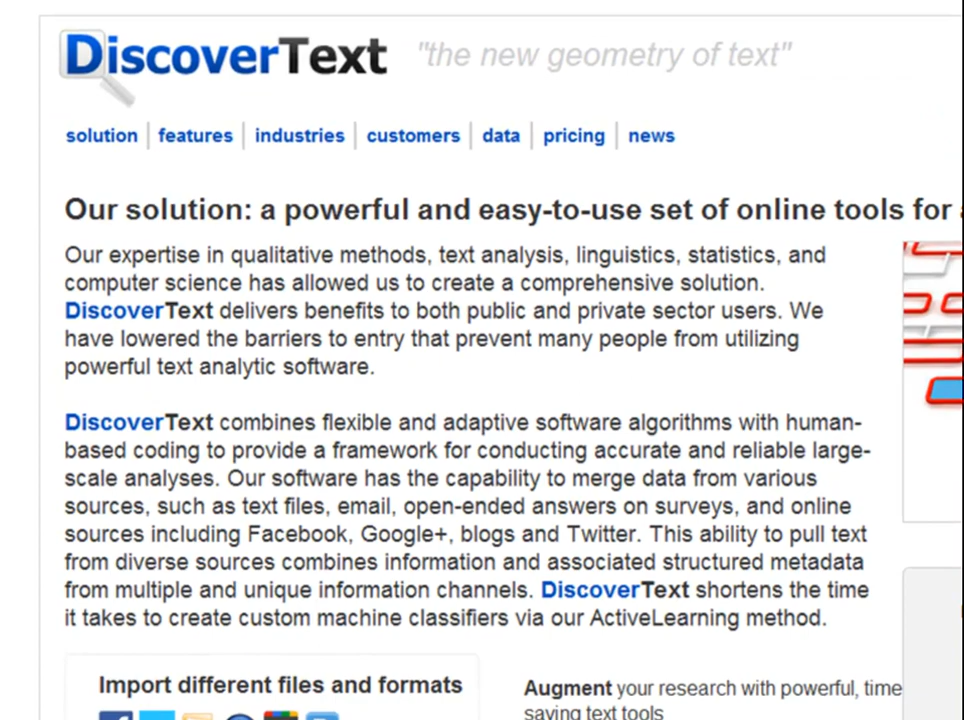 DiscoverText "the new geometry of text"
solution features industries customers data pricing news
Our solution: a powerful and easy-to-use set of online tools for
Our expertise in qualitative methods, text analysis, linguistics, statistics, and
computer science has allowed us to create a comprehensive solution.
DiscoverText delivers benefits to both public and private sector users. We
have lowered the barriers to entry that prevent many people from utilizing
powerful text analytic software.
DiscoverText combines flexible and adaptive software algorithms with human-
based coding to provide a framework for conducting accurate and reliable large-
scale analyses. Our software has the capability to merge data from various
sources, such as text files, email, open-ended answers on surveys, and online
sources including Facebook, Google+, blogs and Twitter. This ability to pull text
from diverse sources combines information and associated structured metadata
from multiple and unique information channels. DiscoverText shortens the time
it takes to create custom machine classifiers via our ActiveLearning method.
Import different files and formats
Augment your research with powerful, time
saving text tools